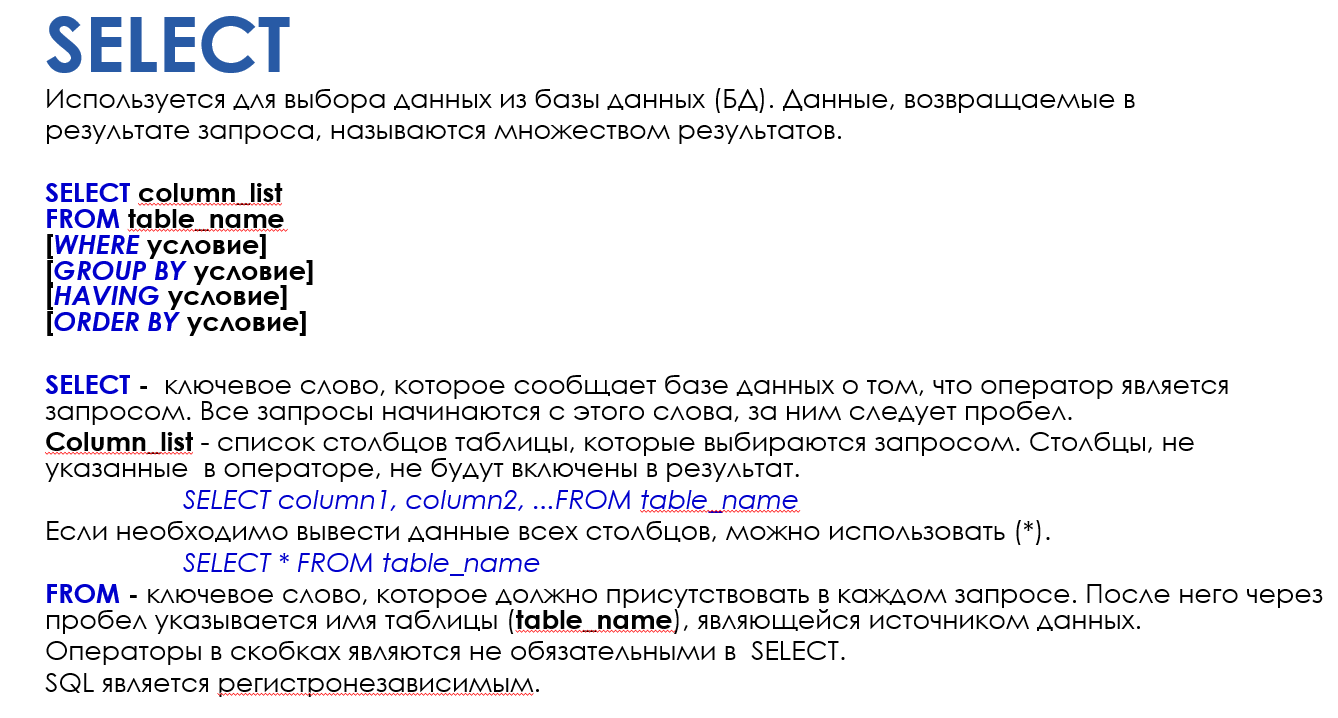 SELECT
Используется для выбора данных из базы данных (БД). Данные, возвращаемые в
результате запроса, называются множеством результатов.
SELECT column_list
FROM table_name
[WHERE условие]
[GROUP BY условие]
[HAVING условие]
[ORDER BY условие]
SELECT - ключевое слово, которое сообщает базе данных о том, что оператор является
запросом. Все запросы начинаются с этого слова, за ним следует пробел.
Column_list - список столбцов таблицы, которые выбираются запросом. Столбцы, не
указанные в операторе, не будут включены в результат.
SELECT column1, column2, ...FROM table_name
Если необходимо вывести данные всех столбцов, можно использовать (*).
SELECT * FROM table_name
FROM - ключевое слово, которое должно присутствовать в каждом запросе. После него через
пробел указывается имя таблицы (table_name), являющейся источником данных.
Операторы в скобках являются не обязательными в SELECT.
SQL является регистронезависимым.